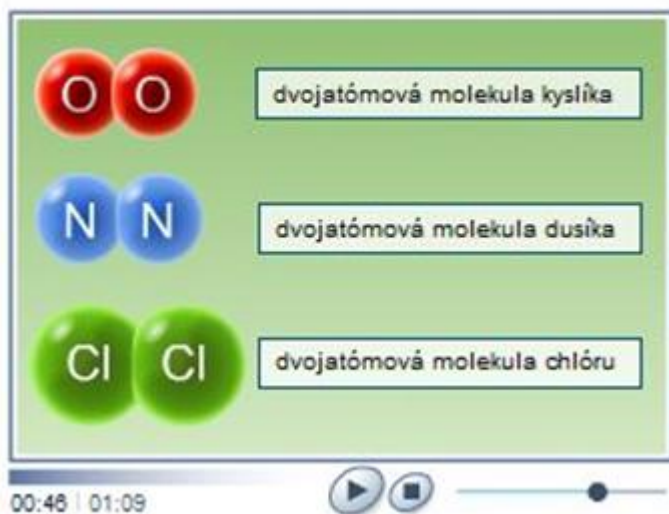 O O
dvojatómová molekula kyslíka
N N
dvojatómová molekula dusíka
Cl Cl
dvojatómová molekula chlóru
00:46 | 01:09